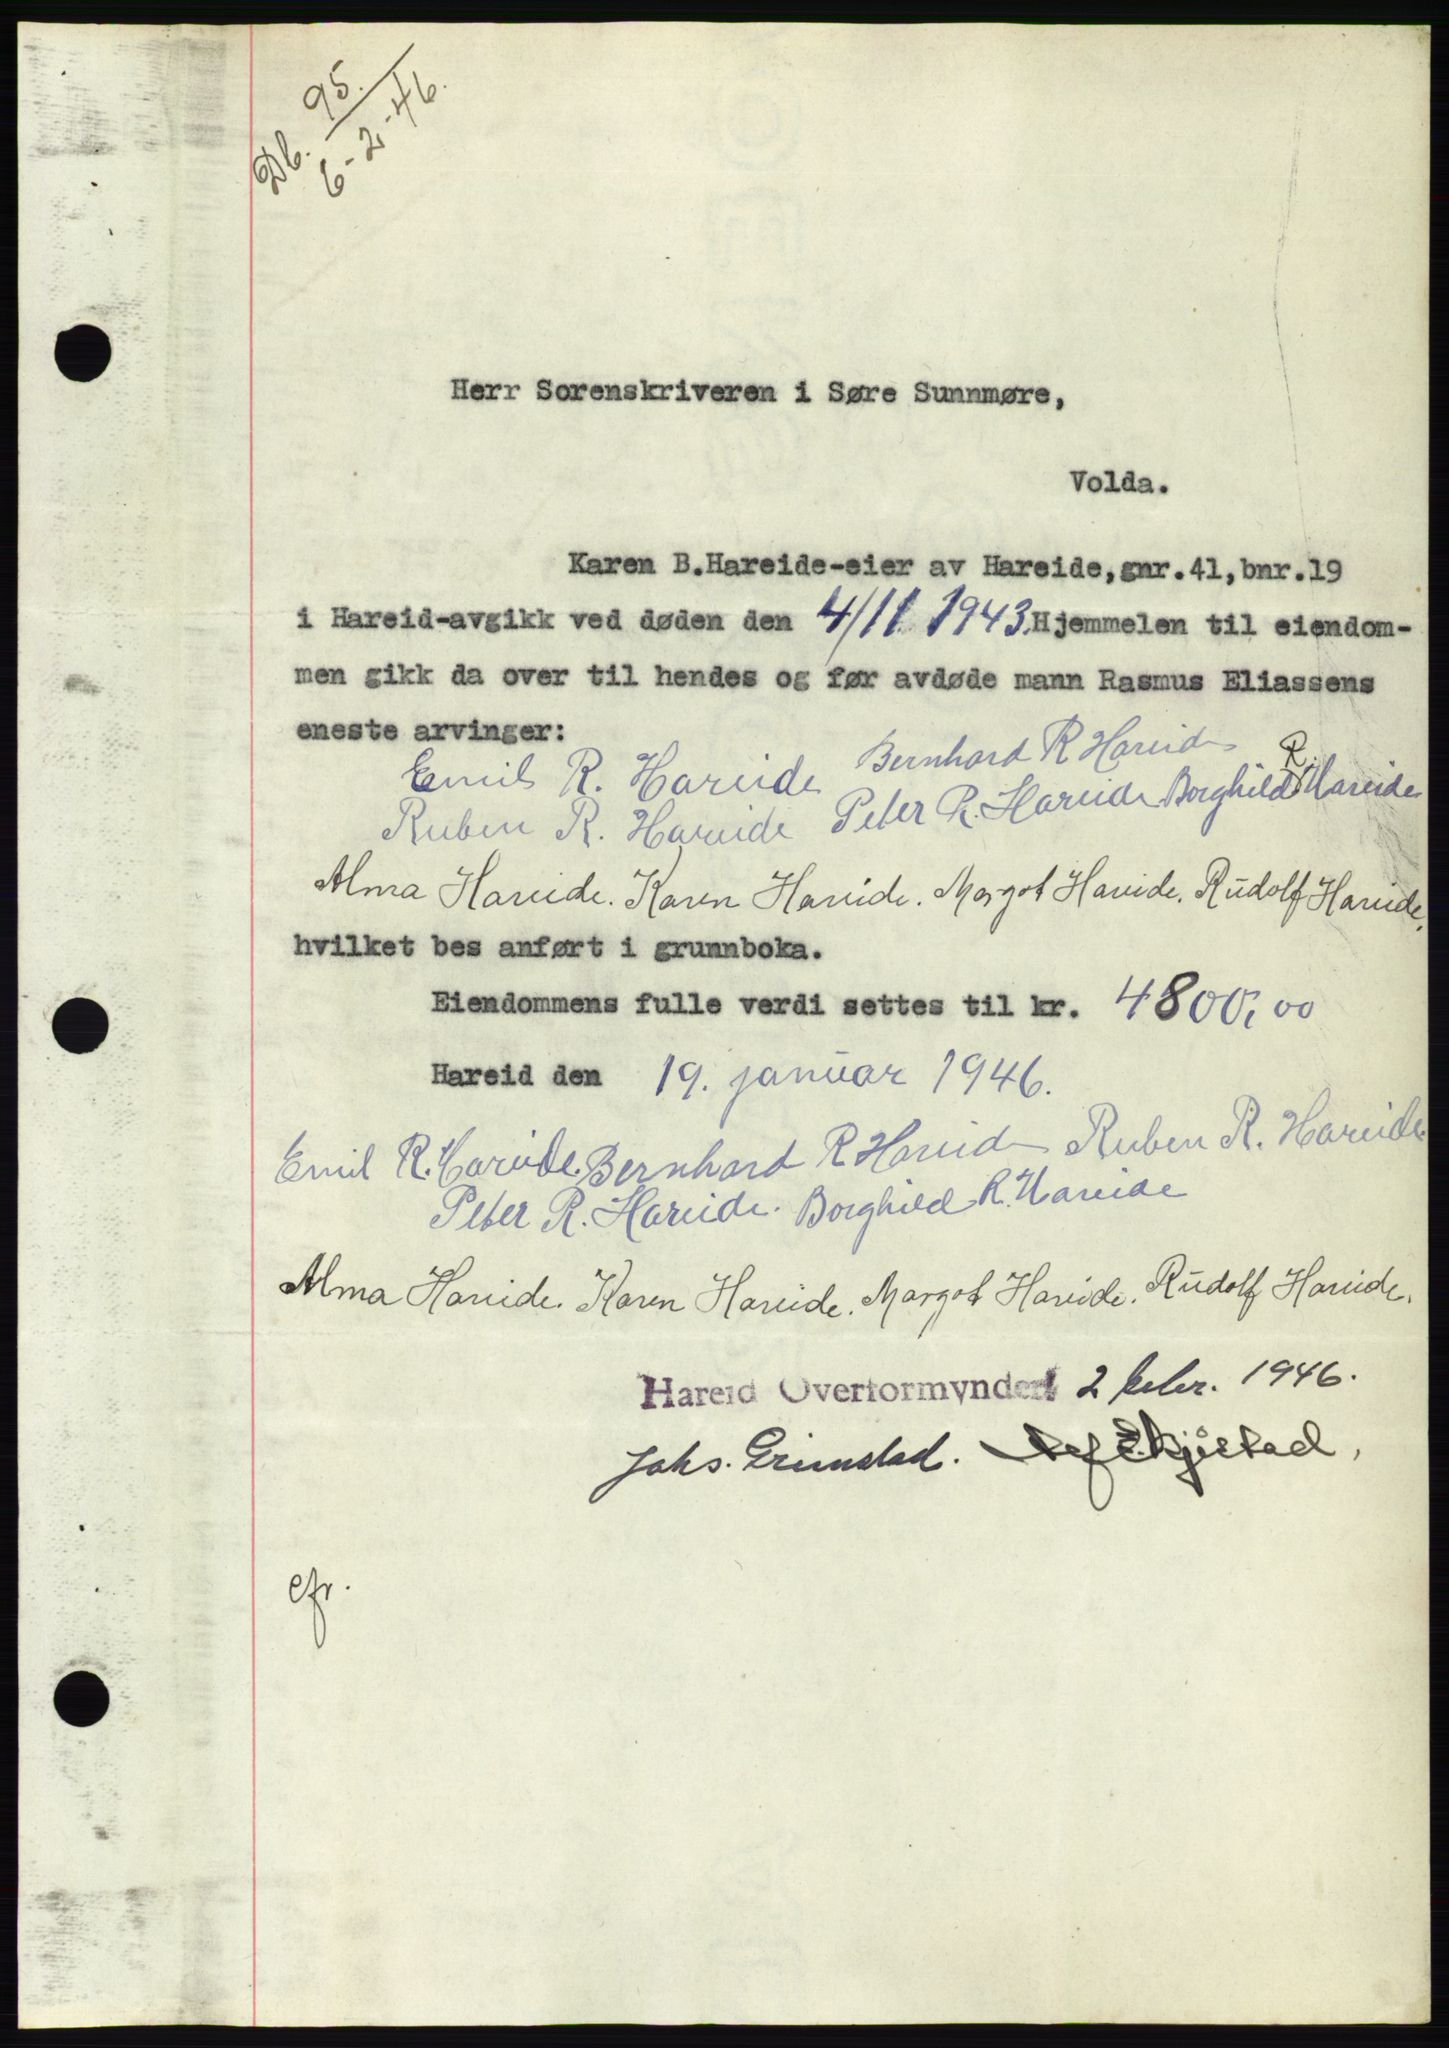 Db. 95.
6-2-46.
Herr Sorenskriveren i Søre Sunnmøre,
Volda.
Karen B.Hareide-eier av Hareide,gnr.41,bnr.19
i Hareid-avgikk ved døden den 4/11. 1943.Hjemmelen til eiendom-
men gikk da over til hendes og før avdøde mann Rasmus Eliassens
eneste arvinger:
Emil R. Hareide Bernhard R Hareide
Ruben R. Hareide Peter R. Hareide Borghild R. Hareide
Alma Hareide. Karen Hareide. Margot Hareide. Rudolf Hareide.
hvilket bes anført i grunnboka.
Eiendommens fulle verdi settes til kr. 4800,00
Hareid den 19. januar 1946.
Emil R. Hareide. Bernhard R Hareide Ruben R. Hareide.
Peter R. Hareide. Borghild R. Hareide
Alma Hareide. Karen Hareide. Margot Hareide. Rudolf Hareide.
Hareid Overformynderi 2 febr. 1946.
Johs. Grimstad.
cfr.